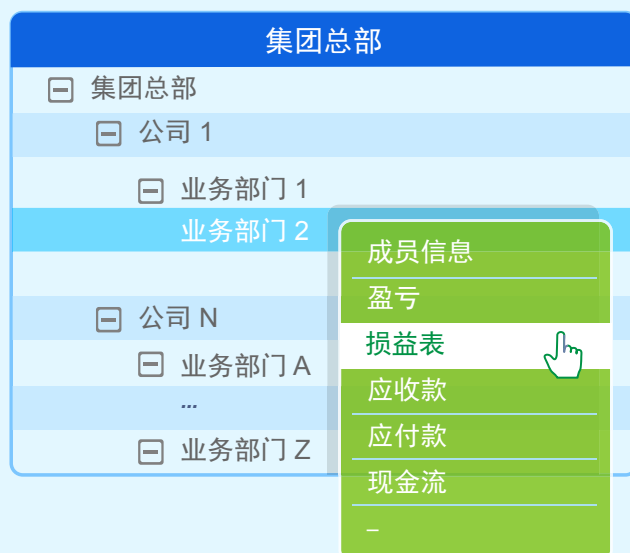 集团总部
集团总部
公司 1
业务部门 1
业务部门 2
公司 N
业务部门 A
...
业务部门 Z
成员信息
盈亏
损益表
应收款
应付款
现金流
–